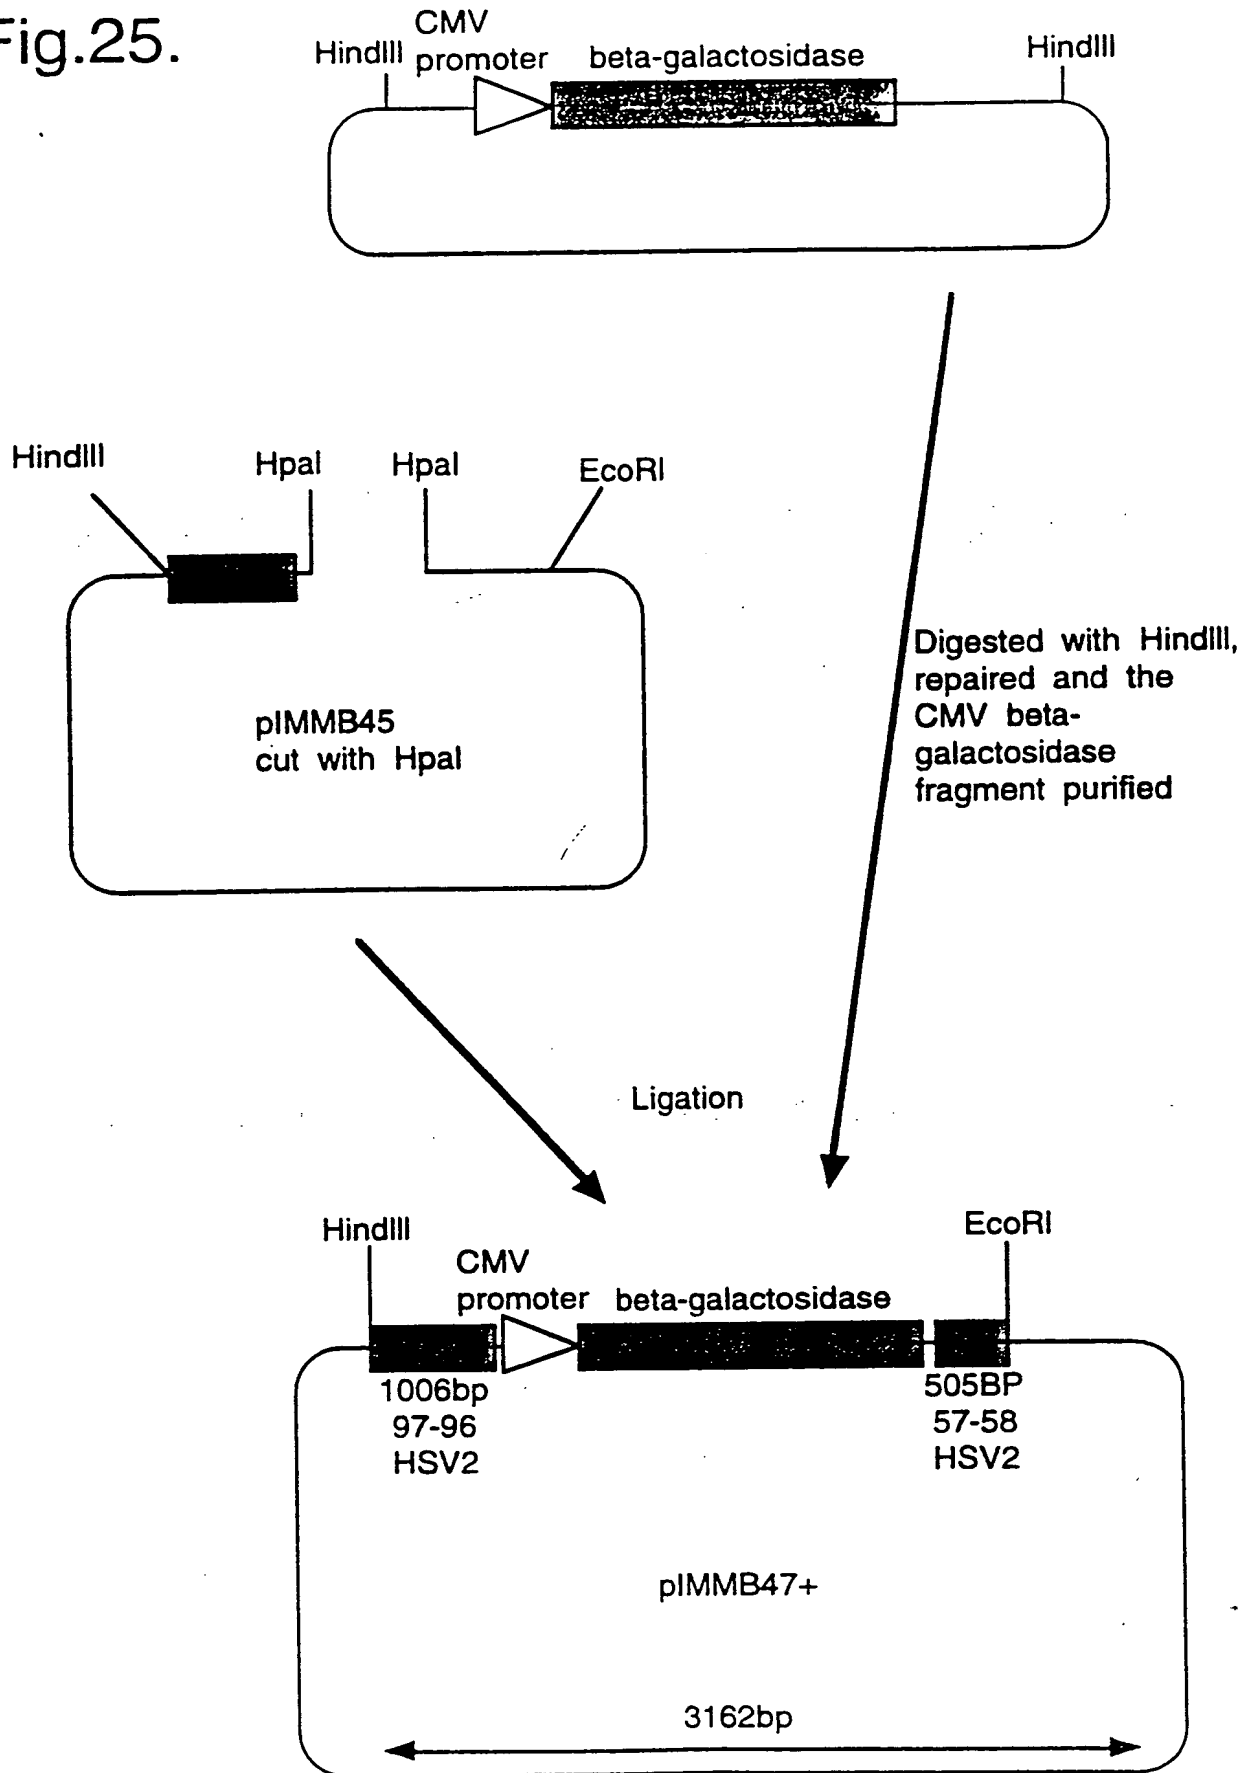 Fig.25.
HindIII
CMV
promoter
beta-galactosidase
HindIII
HindIII
HpaI
HpaI
EcoRI
pIMMB45
cut with HpaI
Digested with HindIII,
repaired and the
CMV beta-
galactosidase
fragment purified
Ligation
HindIII
CMV
promoter
beta-galactosidase
EcoRI
1006bp
97-96
HSV2
505BP
57-58
HSV2
pIMMB47+
3162bp